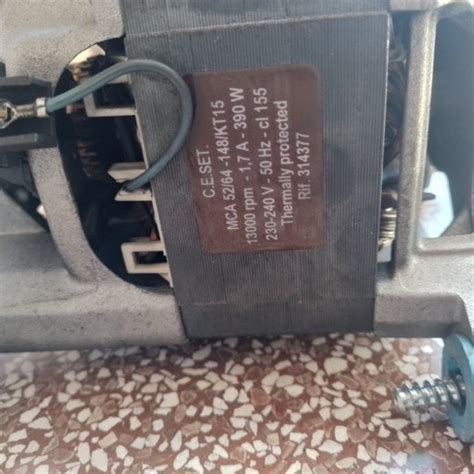 C.E.SET.
MCA 52/64 -148/KT15
13000 rpm - 1,7 A - 390 W
230-240 V - 50 Hz - cl 155
Thermally protected
Rif. 314377